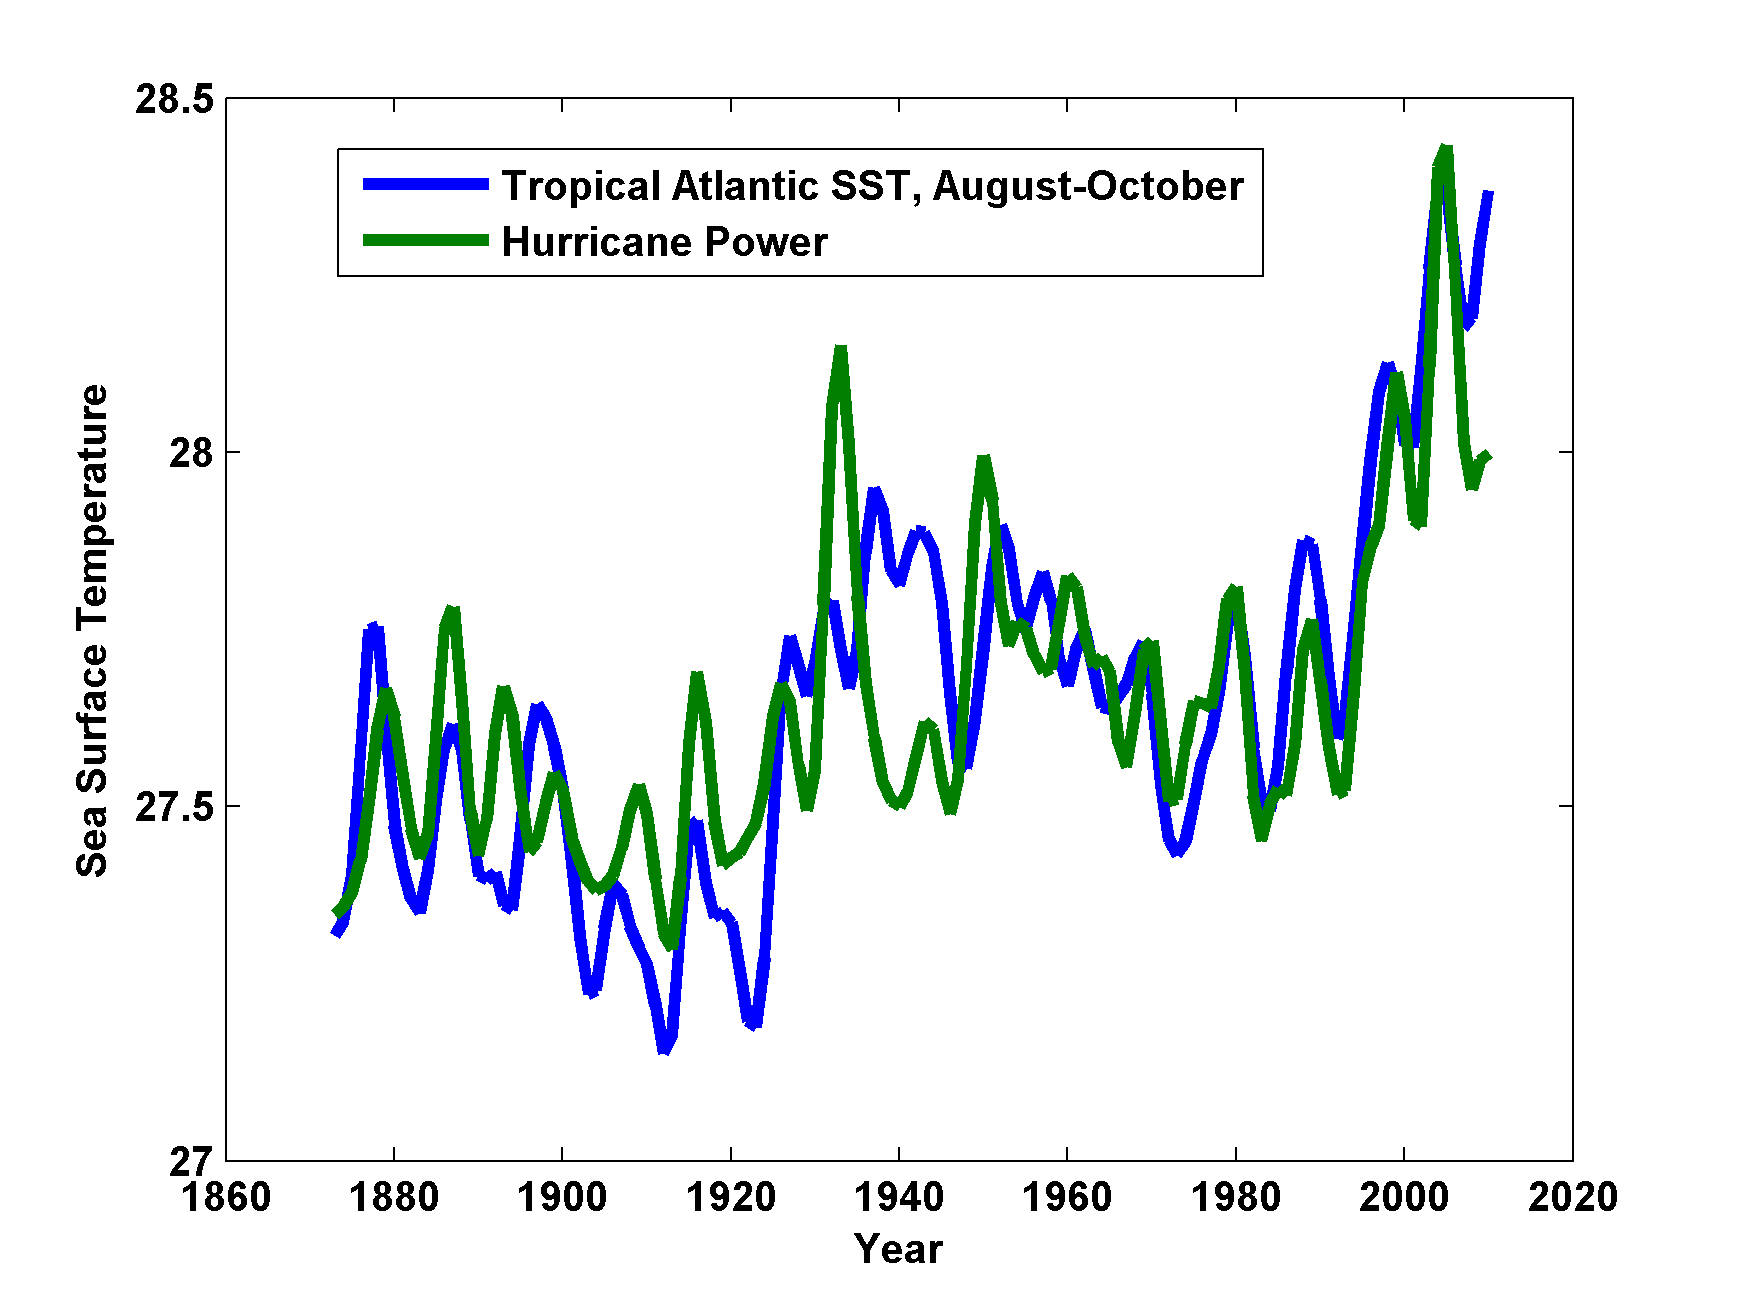 28.5
Tropical Atlantic SST, August-October
Hurricane Power
28
Sea Surface Temperature
27.5
27
1860 1880 1900 1920 1940 1960 1980 2000 2020
Year